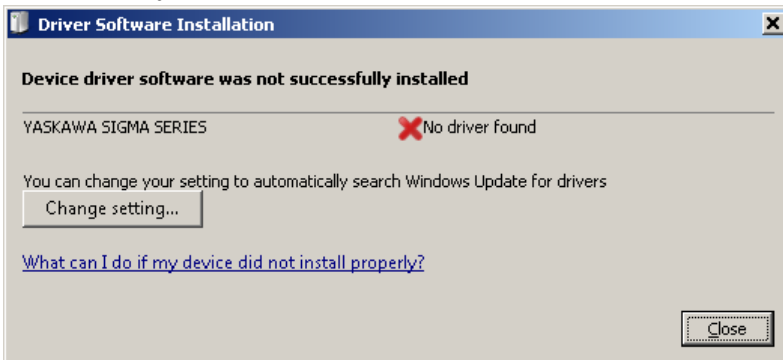 Driver Software Installation
Device driver software was not successfully installed
YASKAWA SIGMA SERIES No driver found
You can change your setting to automatically search Windows Update for drivers
Change setting...
What can I do if my device did not install properly?
Close